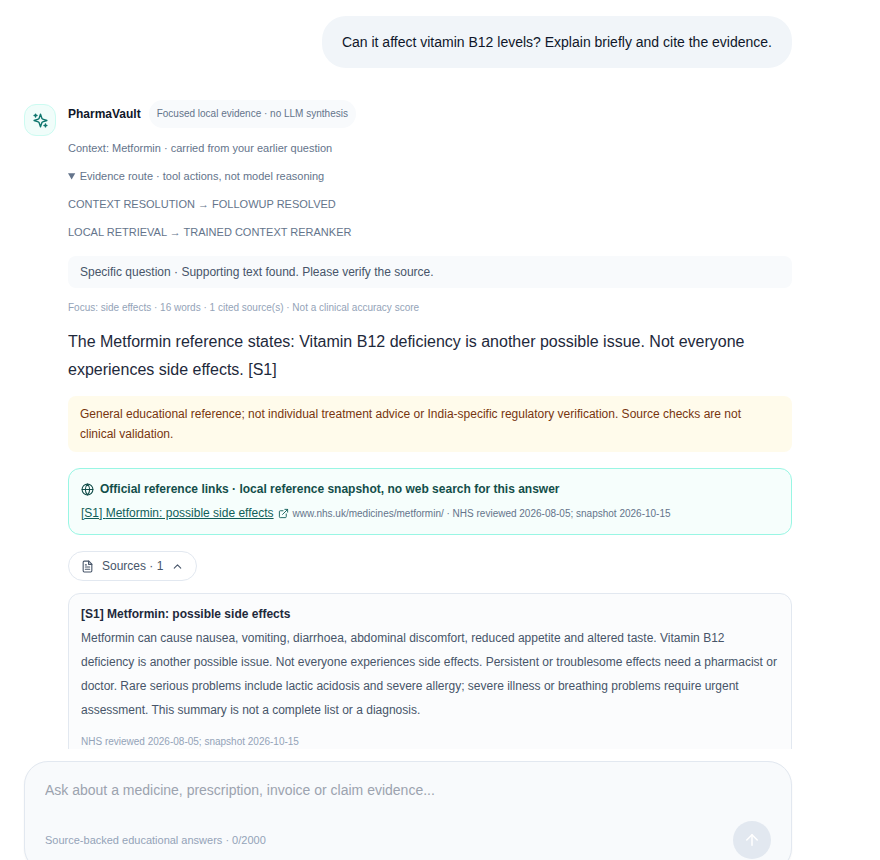 Can it affect vitamin B12 levels? Explain briefly and cite the evidence.
PharmaVault Focused local evidence · no LLM synthesis
Context: Metformin · carried from your earlier question
▼ Evidence route · tool actions, not model reasoning
CONTEXT RESOLUTION → FOLLOWUP RESOLVED
LOCAL RETRIEVAL → TRAINED CONTEXT RERANKER
Specific question · Supporting text found. Please verify the source.
Focus: side effects · 16 words · 1 cited source(s) · Not a clinical accuracy score
The Metformin reference states: Vitamin B12 deficiency is another possible issue. Not everyone
experiences side effects. [S1]
General educational reference; not individual treatment advice or India-specific regulatory verification. Source checks are not
clinical validation.
Official reference links · local reference snapshot, no web search for this answer
[S1] Metformin: possible side effects www.nhs.uk/medicines/metformin/ · NHS reviewed 2026-08-05; snapshot 2026-10-15
Sources · 1
[S1] Metformin: possible side effects
Metformin can cause nausea, vomiting, diarrhoea, abdominal discomfort, reduced appetite and altered taste. Vitamin B12
deficiency is another possible issue. Not everyone experiences side effects. Persistent or troublesome effects need a pharmacist or
doctor. Rare serious problems include lactic acidosis and severe allergy; severe illness or breathing problems require urgent
assessment. This summary is not a complete list or a diagnosis.
NHS reviewed 2026-08-05; snapshot 2026-10-15
Ask about a medicine, prescription, invoice or claim evidence...
Source-backed educational answers · 0/2000